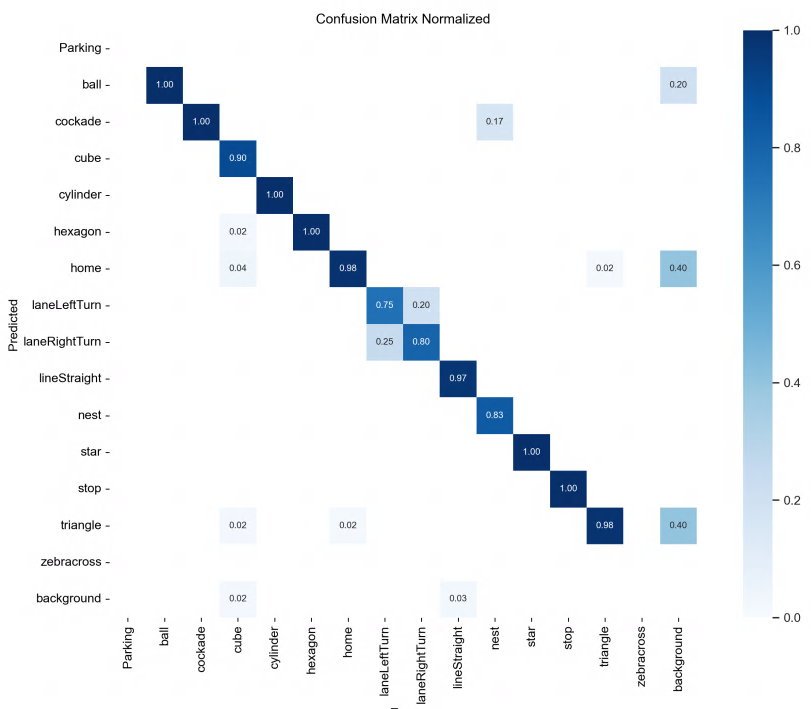 Confusion Matrix Normalized
Parking
ball 1.00 0.20
cockade 1.00 0.17
cube 0.90
cylinder 1.00
hexagon 0.02 1.00
home 0.04 0.98 0.02 0.40
laneLeftTurn 0.75 0.20
laneRightTurn 0.25 0.80
lineStraight 0.97
nest 0.83
star 1.00
stop 1.00
triangle 0.02 0.02 0.98 0.40
zebracross
background 0.02 0.03
Predicted
Parking
ball
cockade
cube
cylinder
hexagon
home
laneLeftTurn
laneRightTurn
lineStraight
nest
star
stop
triangle
zebracross
background
1.0
0.8
0.6
0.4
0.2
0.0